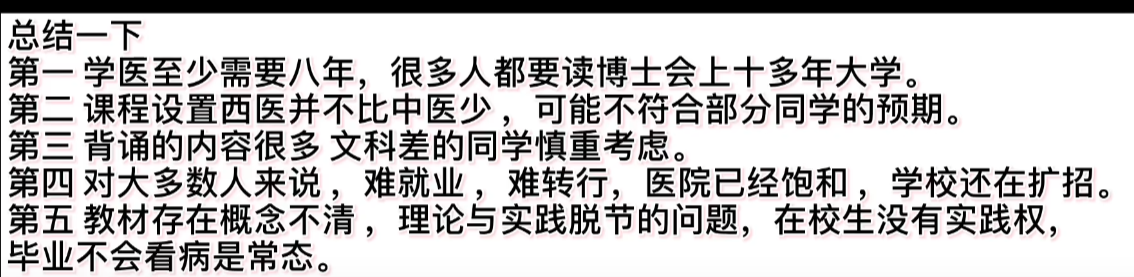 总结一下
第一 学医至少需要八年，很多人都要读博士会上十多年大学。
第二 课程设置西医并不比中医少 ，可能不符合部分同学的预期。
第三 背诵的内容很多 文科差的同学慎重考虑。
第四 对大多数人来说 ，难就业 ，难转行，医院已经饱和 ，学校还在扩招。
第五 教材存在概念不清 ，理论与实践脱节的问题，在校生没有实践权，
毕业不会看病是常态。